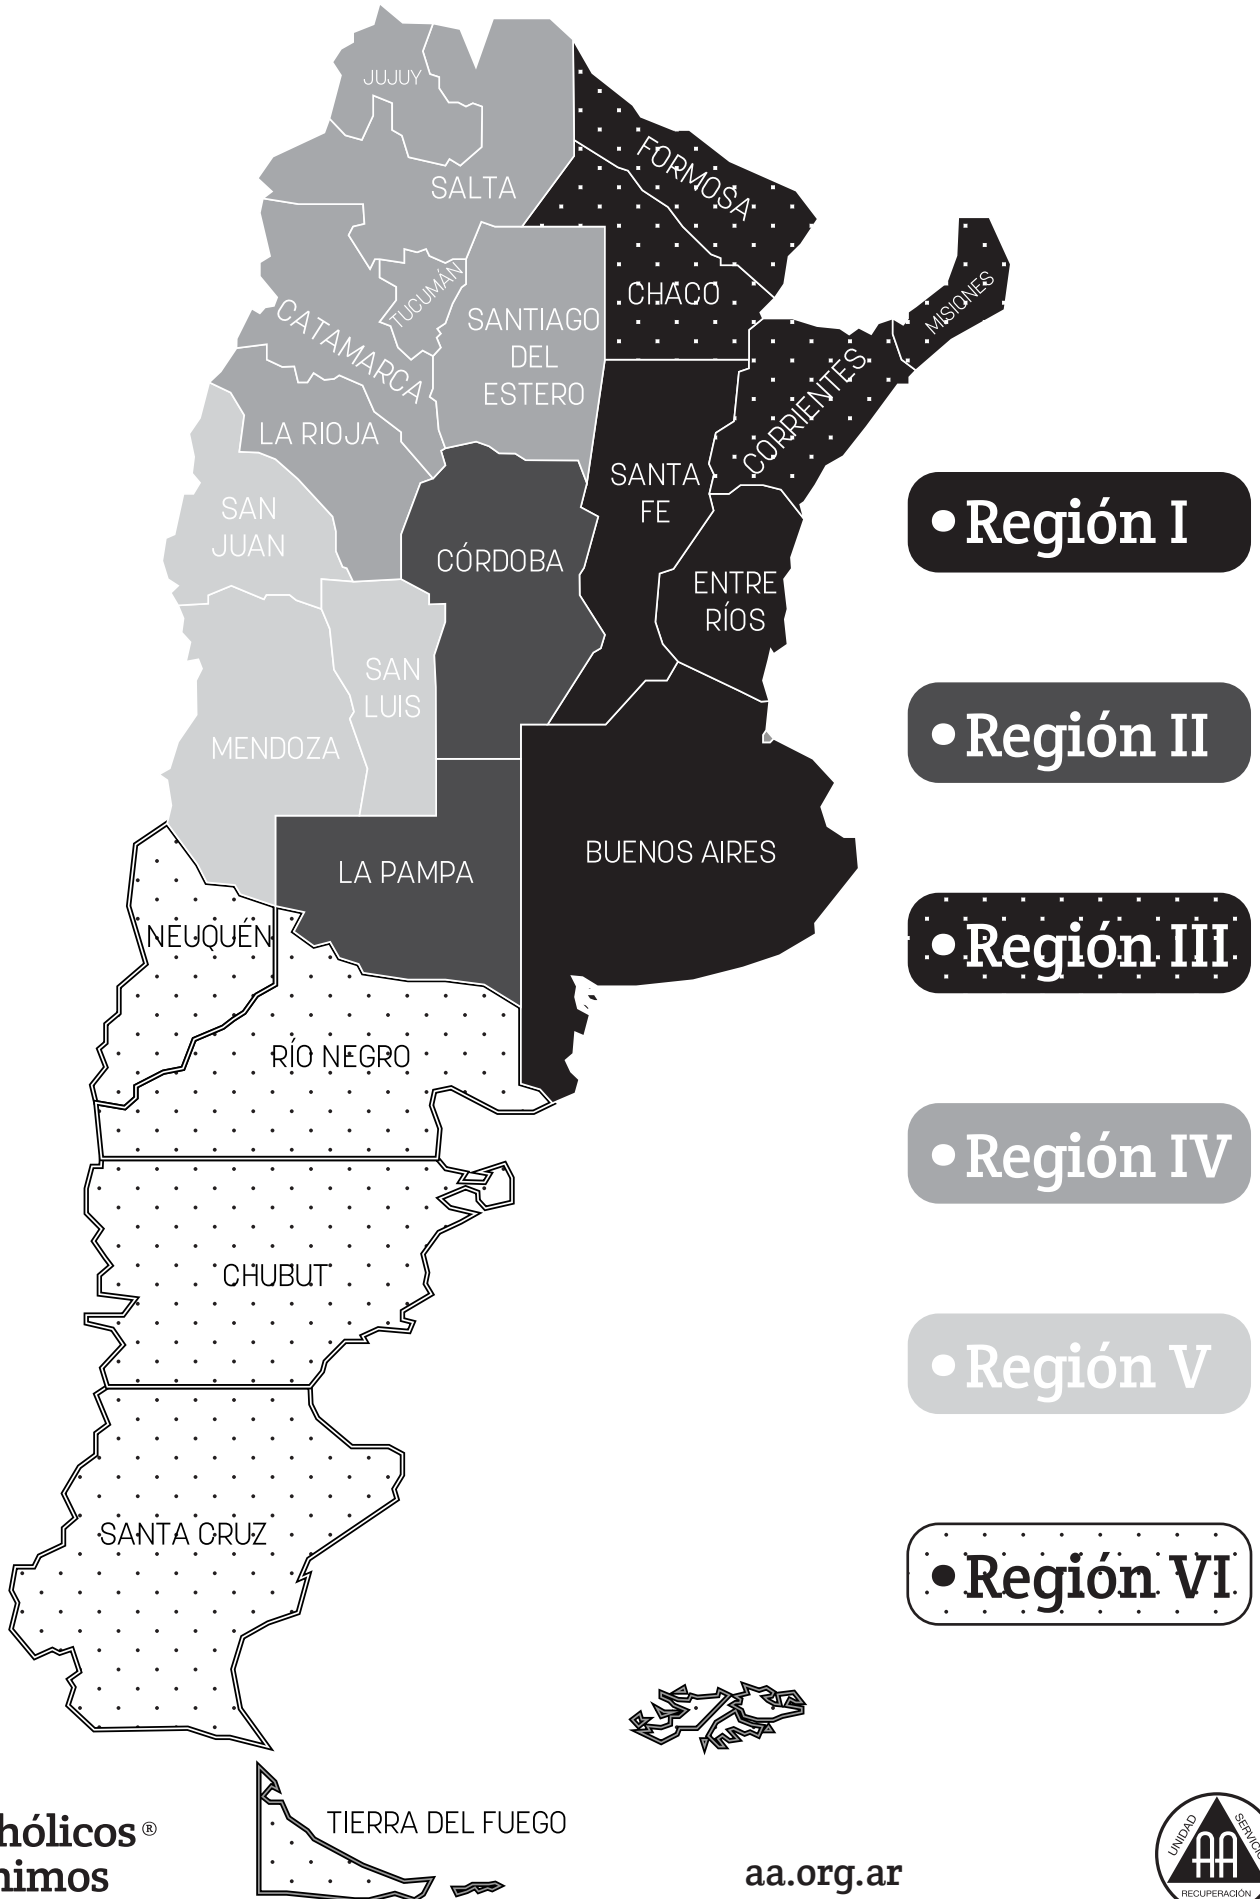 JUJUY
SALTA
FORMOSA
CHACO
MISIONES
TUCUMÁN
CATAMARCA
SANTIAGO
DEL
ESTERO
CORRIENTES
LA RIOJA
SANTA
FE
SAN
JUAN
CÓRDOBA
ENTRE
RÍOS
SAN
LUIS
MENDOZA
BUENOS AIRES
LA PAMPA
NEUQUÉN
RÍO NEGRO
CHUBUT
SANTA CRUZ
TIERRA DEL FUEGO
• Región I
• Región II
• Región III
• Región IV
• Región V
• Región VI
hólicos ®
nimos
aa.org.ar
UNIDAD
SERVICIO
AA
RECUPERACIÓN